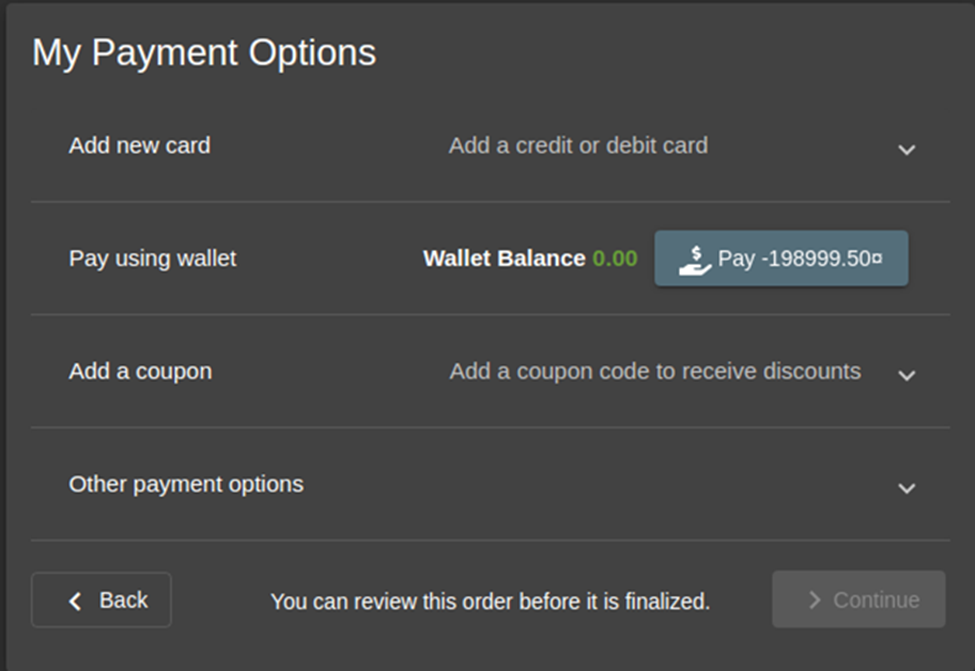 My Payment Options
Add new card Add a credit or debit card
Pay using wallet Wallet Balance 0.00 $ Pay -198999.50¤
Add a coupon Add a coupon code to receive discounts
Other payment options
Back You can review this order before it is finalized. Continue